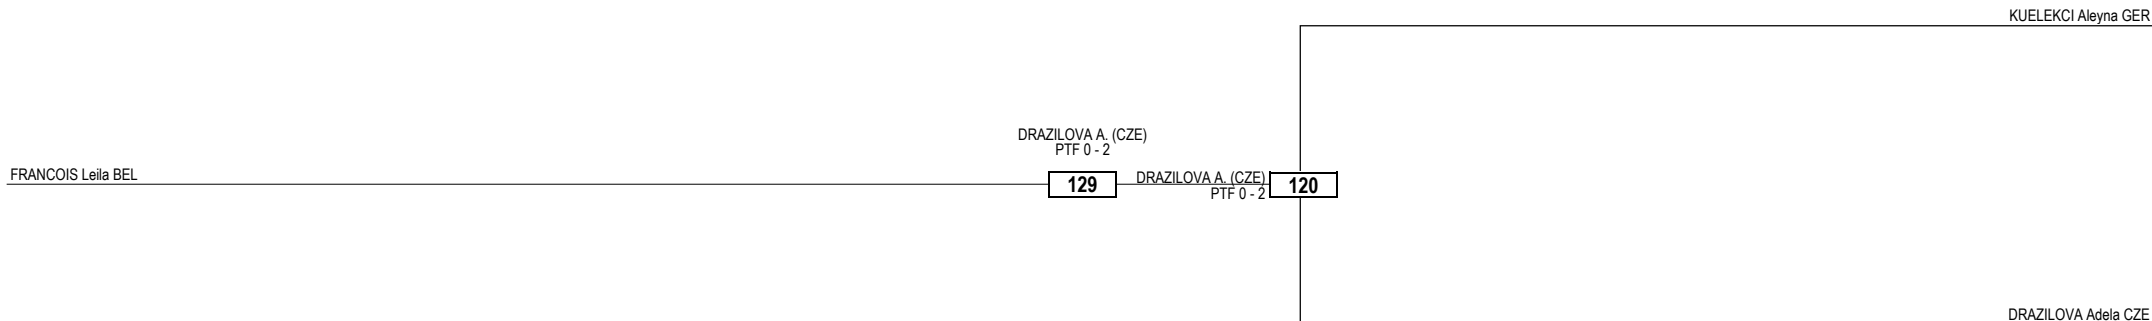 KUELEKCI Aleyna GER
DRAZILOVA A. (CZE)
PTF 0 - 2
FRANCOIS Leila BEL
129
DRAZILOVA A. (CZE)
PTF 0 - 2
120
DRAZILOVA Adela CZE